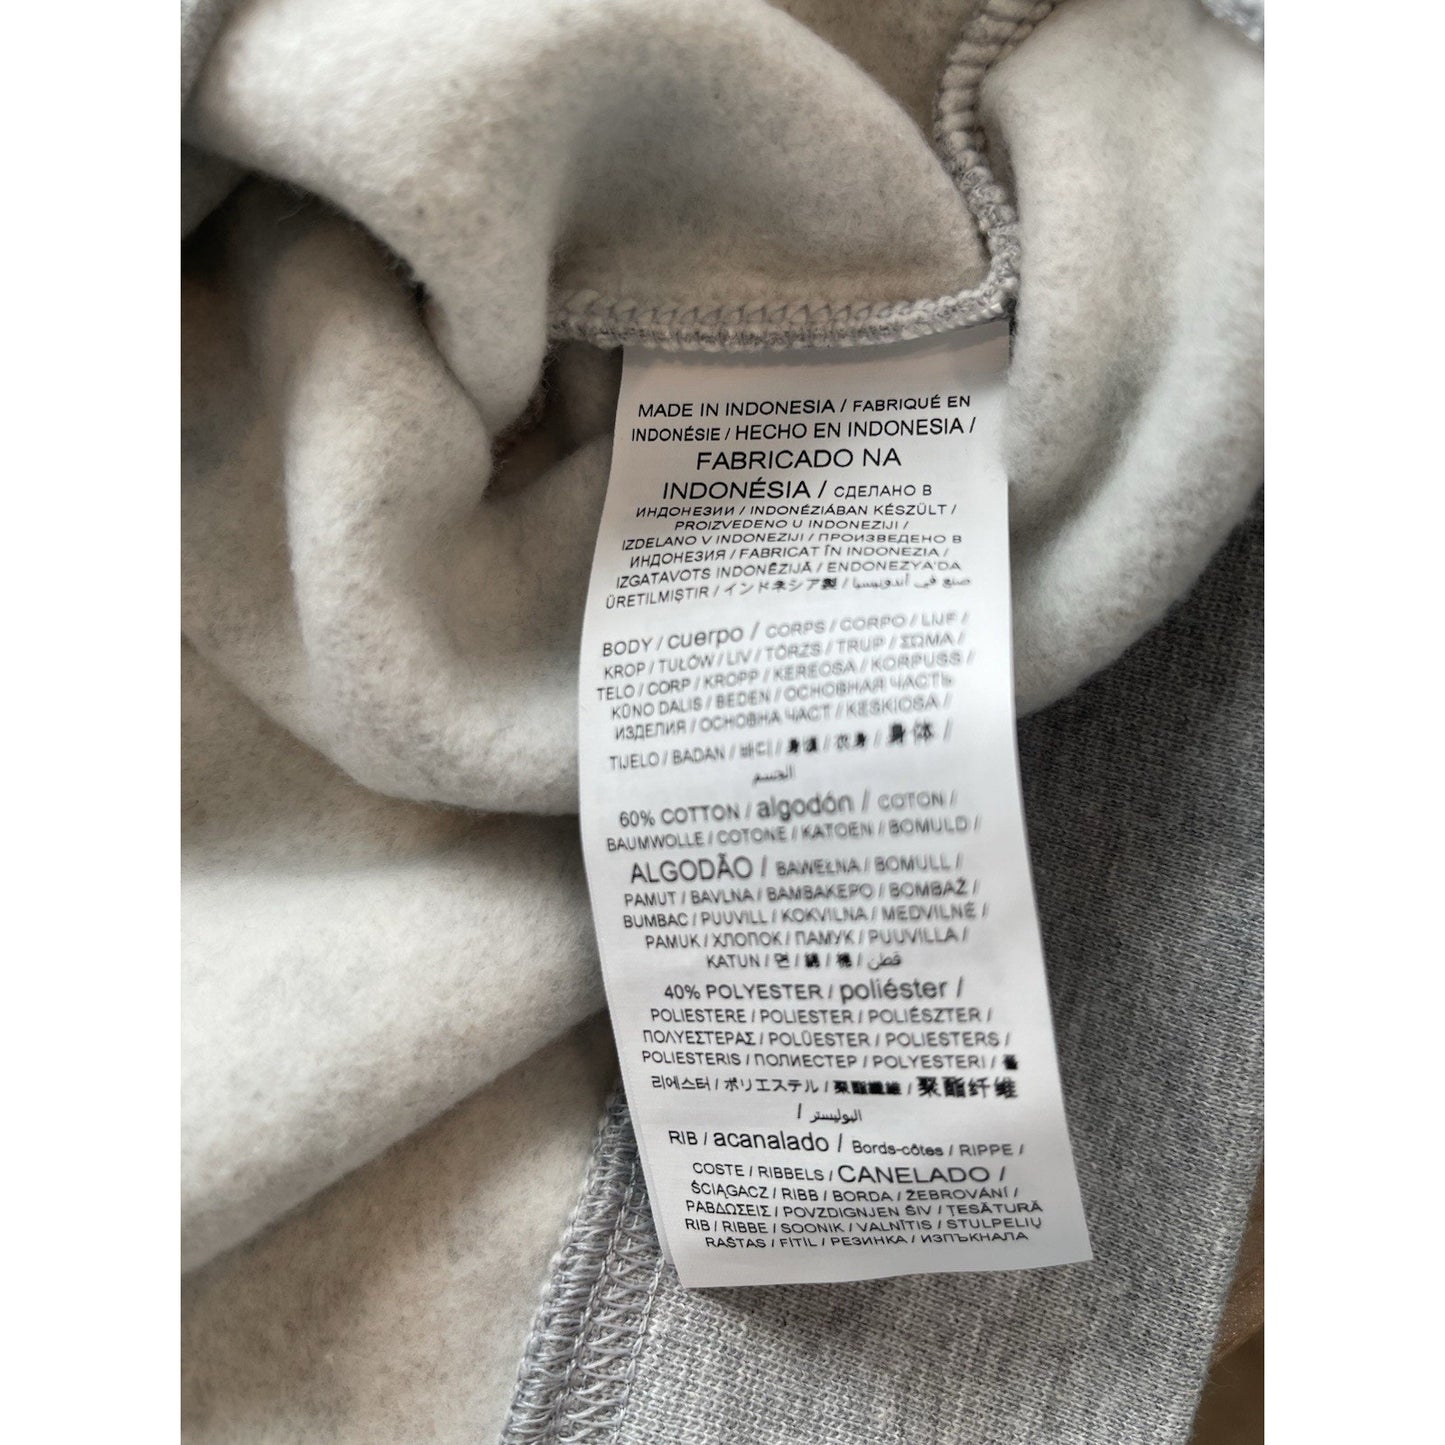 MADE IN INDONESIA / FABRIQUÉ EN
INDONÉSIE / HECHO EN INDONESIA /
FABRICADO NA
INDONÉSIA / СДЕЛАНО В
ИНДОНЕЗИИ / INDONÉZIÁBAN KÉSZÜLT /
PROIZVEDENO U INDONEZIJI /
IZDELANO V INDONEZIJI / ПРОИЗВЕДЕНО В
ИНДОНЕЗИЯ / FABRICAT ÎN INDONEZIA /
IZGATAVOTS INDONĒZIJĀ / ENDONEZYA'DA
ÜRETILMIŞTIR / インドネシア製 / صنع في أندونيسيا
BODY / cuerpo / CORPS / CORPO / LIJF /
KROP / TUŁÓW / LIV / TÖRZS / TRUP / ΣΩΜΑ /
TELO / CORP / KROPP / KEREOSA / KORPUSS /
KŪNO DALIS / BEDEN / ОСНОВНАЯ ЧАСТЬ
ИЗДЕЛИЯ / ОСНОВНА ЧАСТ / KESKIOSA /
TIJELO / BADAN / 바디 / 身頃 / 衣身 / 身体 /
الجسم
60% COTTON / algodón / COTON /
BAUMWOLLE / COTONE / KATOEN / BOMULD /
ALGODÃO / BAWEŁNA / BOMULL /
PAMUT / BAVLNA / ΒΑΜΒΑΚΕΡΟ / BOMBAŽ /
BUMBAC / PUUVILL / KOKVILNA / MEDVILNĖ /
PAMUK / ХЛОПОК / ПАМУК / PUUVILLA /
KATUN / 면 / 綿 / 棉 / قطن
40% POLYESTER / poliéster /
POLIESTERE / POLIESTER / POLIÉSZTER /
ΠΟΛΥΕΣΤΕΡΑΣ / POLÜESTER / POLIESTERS /
POLIESTERIS / ПОЛИЕСТЕР / POLYESTERI /
리에스터 / ポリエステル / 聚酯纖維 / 聚酯纤维
/ البوليستر
RIB / acanalado / Bords-côtes / RIPPE /
COSTE / RIBBELS / CANELADO /
ŚCIĄGACZ / RIBB / BORDA / ŽEBROVÁNÍ /
ΡΑΒΔΩΣΕΙΣ / POVZDIGNJEN ŠIV / ȚESĂTURĂ
RIB / RIBBE / SOONIK / VALNĪTIS / STULPELIŲ
RAŠTAS / FITIL / РЕЗИНКА / ИЗПЪКНАЛА